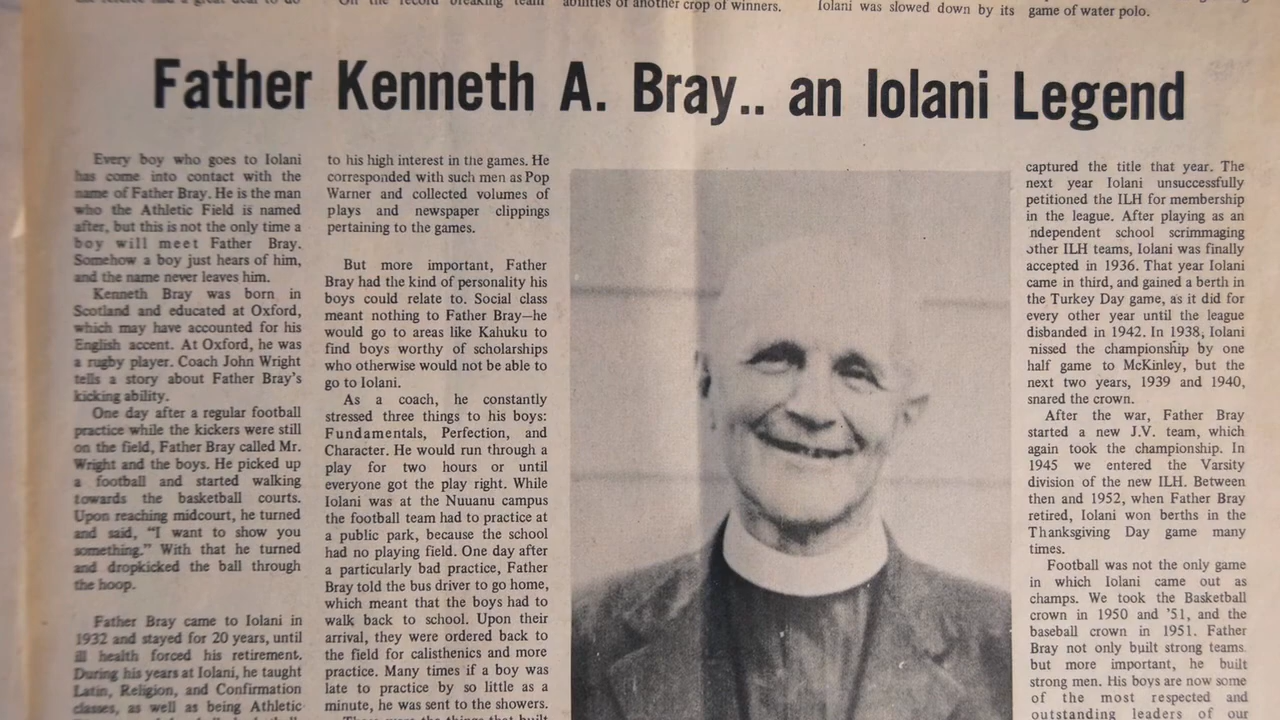 On the record breaking team
abilities of another crop of winners.
Iolani was slowed down by its
game of water polo.
Father Kenneth A. Bray.. an Iolani Legend
Every boy who goes to Iolani
has come into contact with the
name of Father Bray. He is the man
who the Athletic Field is named
after, but this is not the only time a
boy will meet Father Bray.
Somehow a boy just hears of him,
and the name never leaves him.
Kenneth Bray was born in
Scotland and educated at Oxford,
which may have accounted for his
English accent. At Oxford, he was
a rugby player. Coach John Wright
tells a story about Father Bray's
kicking ability.
One day after a regular football
practice while the kickers were still
on the field, Father Bray called Mr.
Wright and the boys. He picked up
a football and started walking
towards the basketball courts.
Upon reaching midcourt, he turned
and said, "I want to show you
something." With that he turned
and dropkicked the ball through
the hoop.
Father Bray came to Iolani in
1932 and stayed for 20 years, until
ill health forced his retirement.
During his years at Iolani, he taught
Latin, Religion, and Confirmation
classes, as well as being Athletic
to his high interest in the games. He
corresponded with such men as Pop
Warner and collected volumes of
plays and newspaper clippings
pertaining to the games.
But more important, Father
Bray had the kind of personality his
boys could relate to. Social class
meant nothing to Father Bray—he
would go to areas like Kahuku to
find boys worthy of scholarships
who otherwise would not be able to
go to Iolani.
As a coach, he constantly
stressed three things to his boys:
Fundamentals, Perfection, and
Character. He would run through a
play for two hours or until
everyone got the play right. While
Iolani was at the Nuuanu campus
the football team had to practice at
a public park, because the school
had no playing field. One day after
a particularly bad practice, Father
Bray told the bus driver to go home,
which meant that the boys had to
walk back to school. Upon their
arrival, they were ordered back to
the field for calisthenics and more
practice. Many times if a boy was
late to practice by so little as a
minute, he was sent to the showers.
the things that built
captured the title that year. The
next year Iolani unsuccessfully
petitioned the ILH for membership
in the league. After playing as an
ndependent school scrimmaging
other ILH teams, Iolani was finally
accepted in 1936. That year Iolani
came in third, and gained a berth in
the Turkey Day game, as it did for
every other year until the league
disbanded in 1942. In 1938, Iolani
nissed the championship by one
half game to McKinley, but the
next two years, 1939 and 1940,
snared the crown.
After the war, Father Bray
started a new J.V. team, which
again took the championship. In
1945 we entered the Varsity
division of the new ILH. Between
then and 1952, when Father Bray
retired, Iolani won berths in the
Thanksgiving Day game many
times.
Football was not the only game
in which Iolani came out as
champs. We took the Basketball
crown in 1950 and '51, and the
baseball crown in 1951. Father
Bray not only built strong teams
but more important, he built
strong men. His boys are now some
of the most respected and
outstanding leaders of our